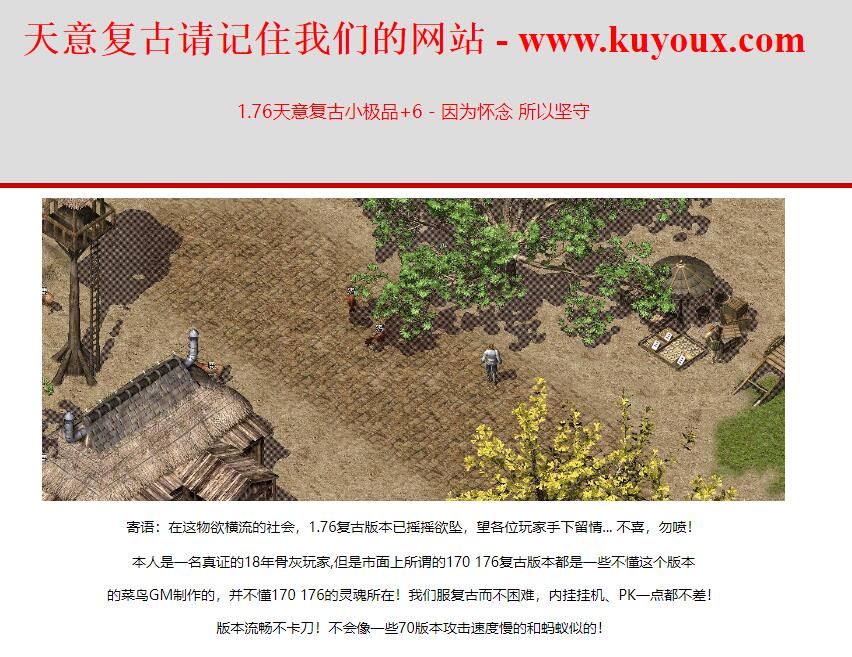 天意复古请记住我们的网站 - www.kuyoux.com
1.76天意复古小极品+6 - 因为怀念 所以坚守
寄语：在这物欲横流的社会，1.76复古版本已摇摇欲坠，望各位玩家手下留情... 不喜，勿喷！
本人是一名真证的18年骨灰玩家,但是市面上所谓的170 176复古版本都是一些不懂这个版本
的菜鸟GM制作的，并不懂170 176的灵魂所在！我们服复古而不困难，内挂挂机、PK一点都不差！
版本流畅不卡刀！不会像一些70版本攻击速度慢的和蚂蚁似的！